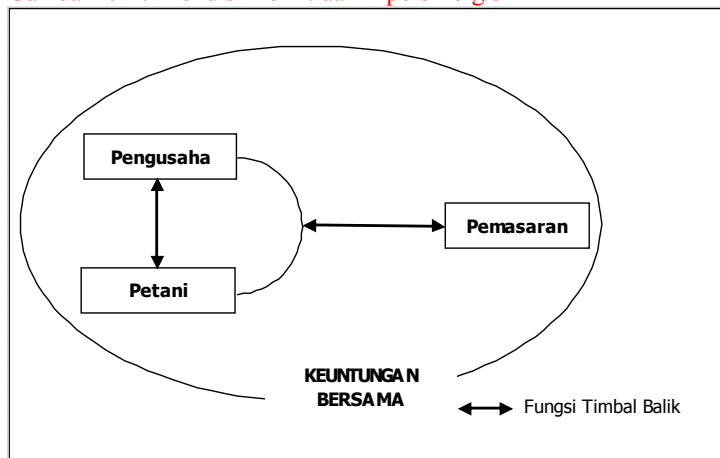 Pengusaha
Pemasaran
Petani
KEUNTUNGAN
BERSAMA
Fungsi Timbal Balik